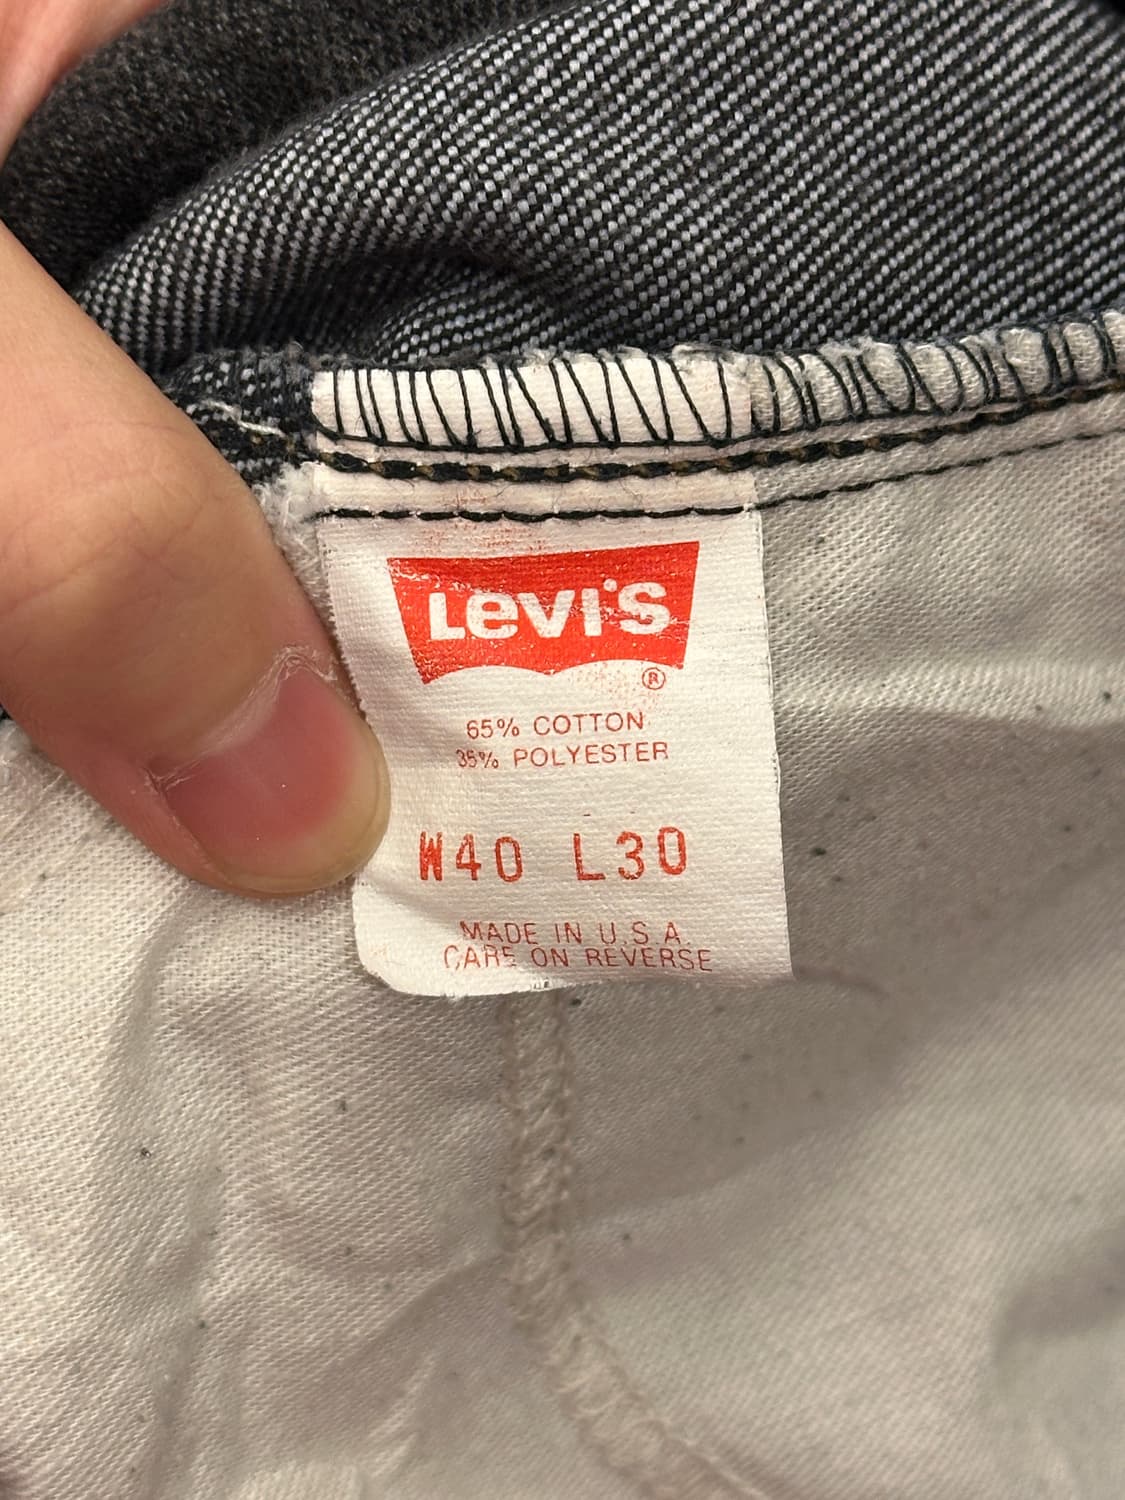 Levi's
®
65% COTTON
35% POLYESTER
W40 L30
MADE IN U.S.A.
CARE ON REVERSE